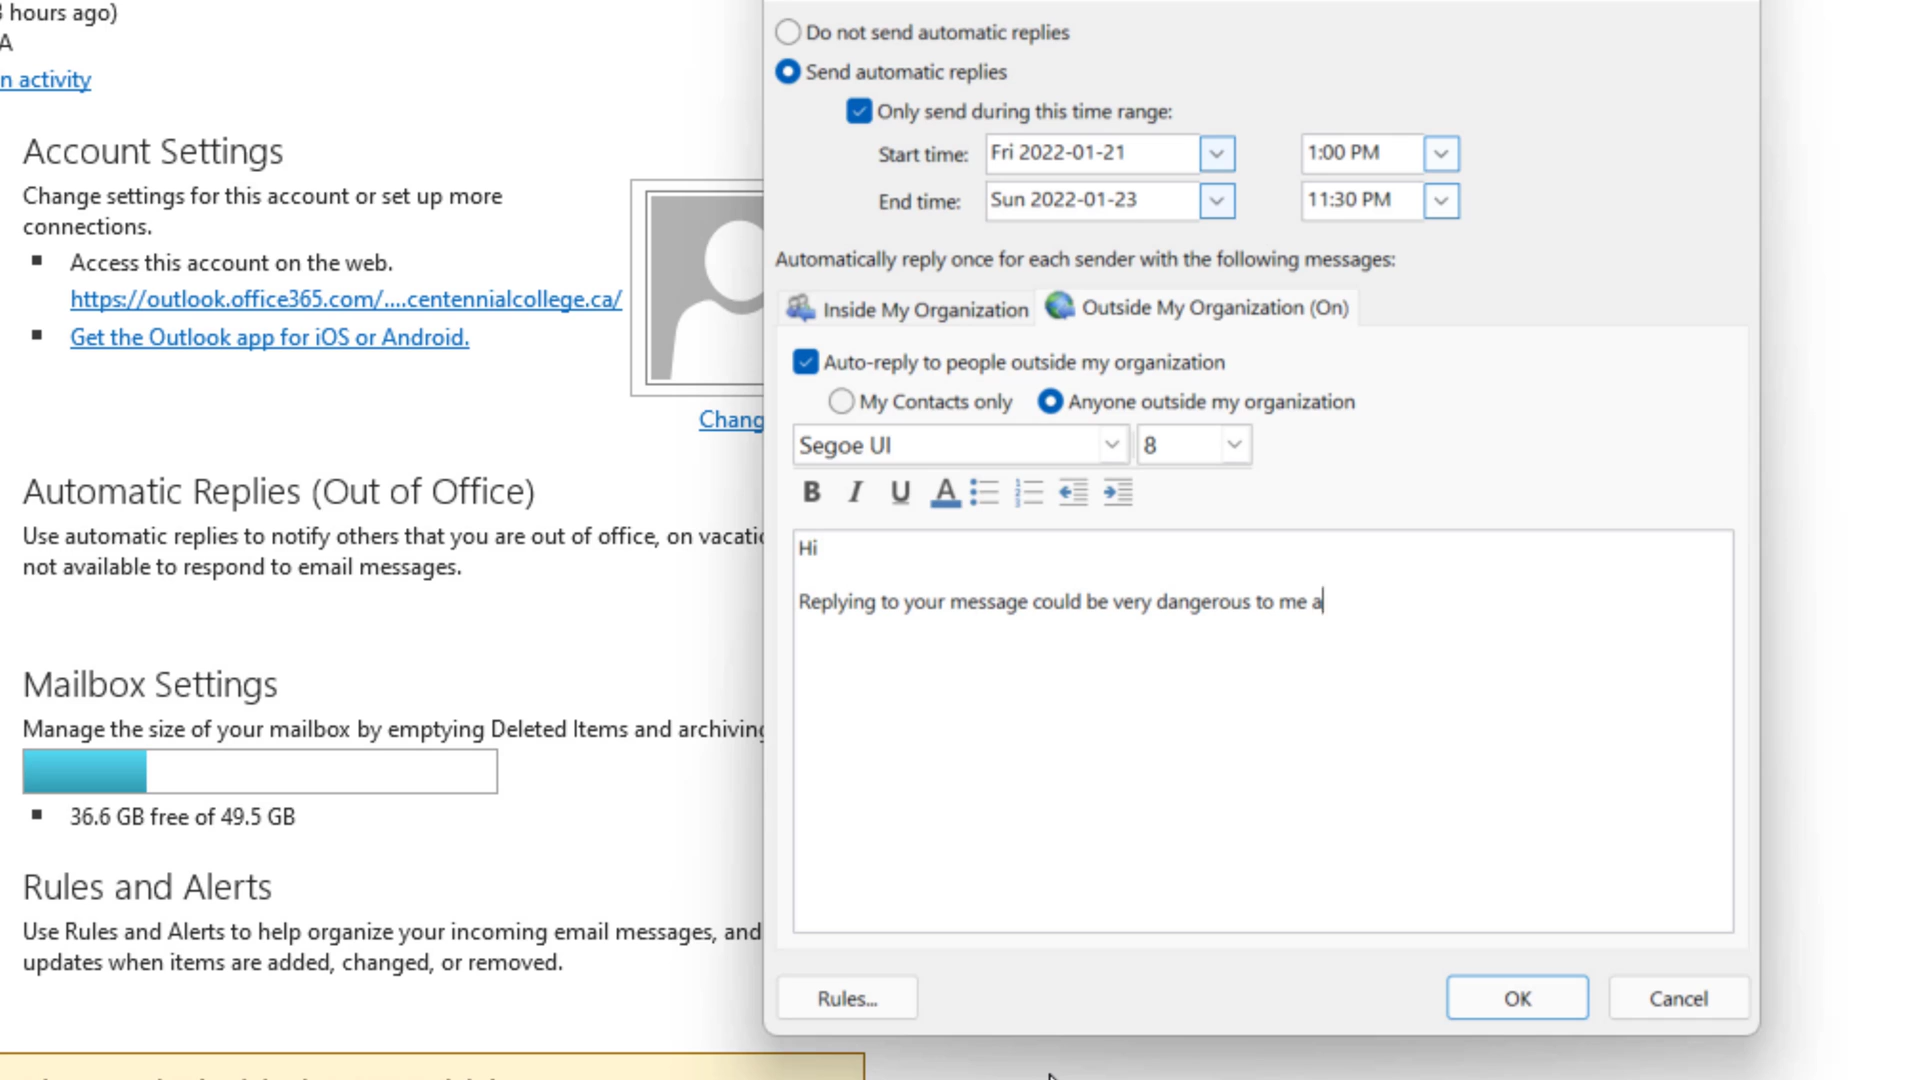 hours ago)
A
n activity
Account Settings
Change settings for this account or set up more
connections.
Access this account on the web.
https://outlook.office365.com/....centennialcollege.ca/
Get the Outlook app for iOS or Android.
Chang
Automatic Replies (Out of Office)
Use automatic replies to notify others that you are out of office, on vacatio
not available to respond to email messages.
Mailbox Settings
Manage the size of your mailbox by emptying Deleted Items and archiving
36.6 GB free of 49.5 GB
Rules and Alerts
Use Rules and Alerts to help organize your incoming email messages, and
updates when items are added, changed, or removed.
Do not send automatic replies
Send automatic replies
Only send during this time range:
Start time: Fri 2022-01-21 1:00 PM
End time: Sun 2022-01-23 11:30 PM
Automatically reply once for each sender with the following messages:
Inside My Organization Outside My Organization (On)
Auto-reply to people outside my organization
My Contacts only Anyone outside my organization
Segoe UI 8
B I U A
Hi
Replying to your message could be very dangerous to me a
Rules... OK Cancel